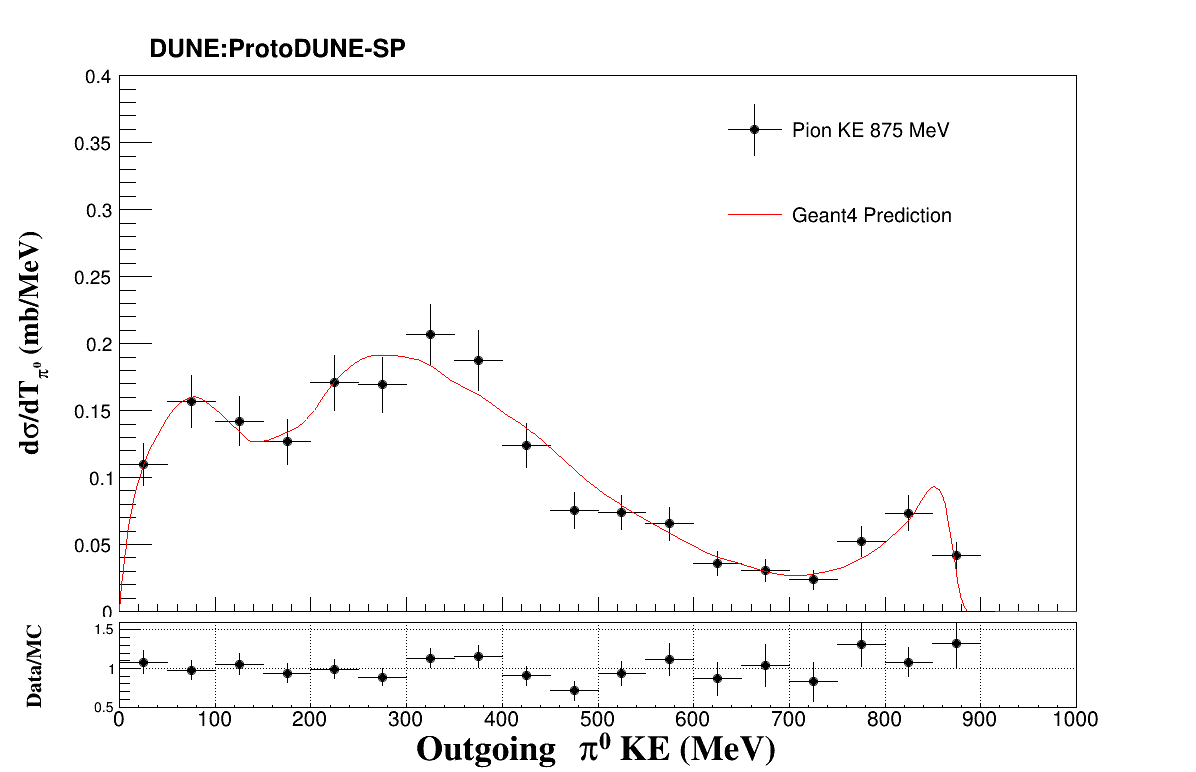 DUNE:ProtoDUNE-SP
0.4
0.35
0.3
0.25
0.2
0.15
0.1
0.05
0
dσ/dT_π⁰ (mb/MeV)
Pion KE 875 MeV
Geant4 Prediction
1.5
1
0.5
Data/MC
0 100 200 300 400 500 600 700 800 900 1000
Outgoing π⁰ KE (MeV)